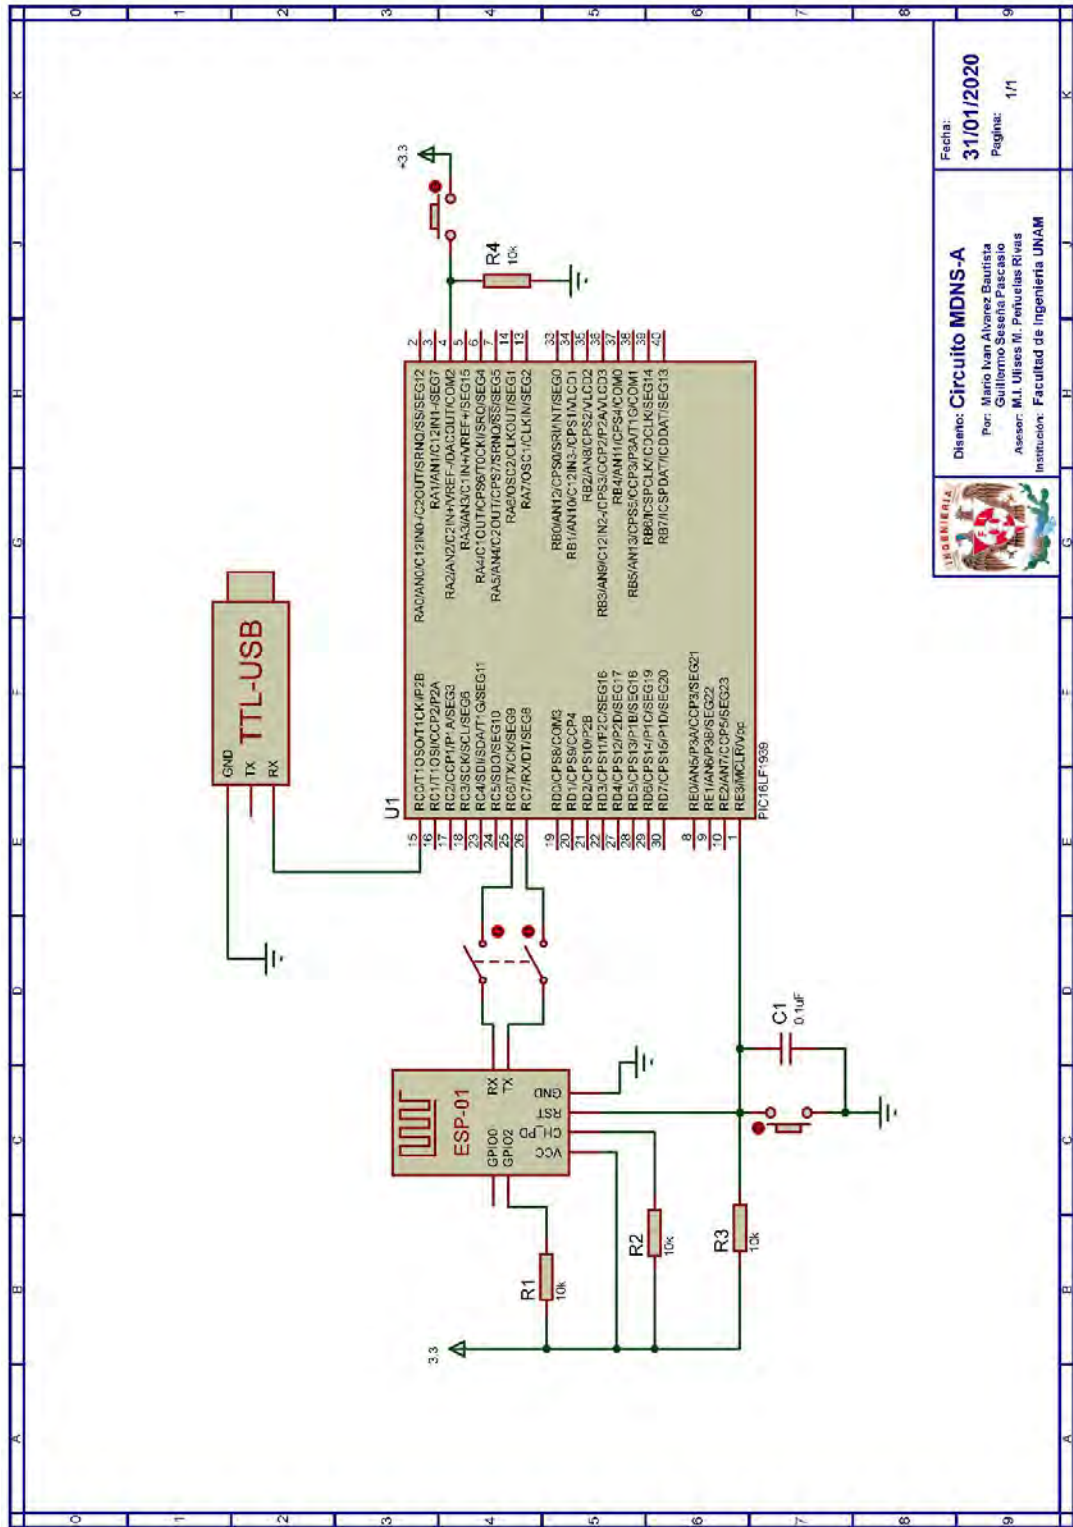 0 1 2 3 4 5 6 7 8 9
A B C D E F G H J K
TTL-USB
GND
TX
RX
ESP-01
GPIO0
GPIO2
RX
TX
VCC
CH_PD
RST
GND
3.3
R1
10k
R2
10k
R3
10k
C1
0.1uF
U1
15 RC0/T1OSO/T1CK/P2B
16 RC1/T1OSI/CCP2/P2A
17 RC2/CCP1/P1A/SEG3
18 RC3/SCK/SCL/SEG6
23 RC4/SDI/SDA/T1G/SEG11
24 RC5/SDO/SEG10
25 RC6/TX/CK/SEG9
26 RC7/RX/DT/SEG8
19 RD0/CPS8/COM3
20 RD1/CPS9/CCP4
21 RD2/CPS10/P2B
22 RD3/CPS11/P2C/SEG16
27 RD4/CPS12/P2D/SEG17
28 RD5/CPS13/P1B/SEG18
29 RD6/CPS14/P1C/SEG19
30 RD7/CPS15/P1D/SEG20
8 RE0/AN5/P3A/CCP3/SEG21
9 RE1/AN6/P3B/SEG22
10 RE2/AN7/CCP5/SEG23
1 RE3/MCLR/Vpp
RA0/AN0/C12IN0-/C2OUT/SRNQ/SS/SEG12 2
RA1/AN1/C12IN1-/SEG7 3
RA2/AN2/C2IN+/VREF-/DACOUT/COM2 4
RA3/AN3/C1IN+/VREF+/SEG15 5
RA4/C1OUT/CPS6/T0CKI/SRQ/SEG4 6
RA5/AN4/C2OUT/CPS7/SRNQ/SS/SEG5 7
RA6/OSC2/CLKOUT/SEG1 14
RA7/OSC1/CLKIN/SEG2 13
RB0/AN12/CPS0/SRI/INT/SEG0 33
RB1/AN10/C12IN3-/CPS1/VLCD1 34
RB2/AN8/CPS2/VLCD2 35
RB3/AN9/C12IN2-/CPS3/CCP2/P2A/VLCD3 36
RB4/AN11/CPS4/COM0 37
RB5/AN13/CPS5/CCP3/P3A/T1G/COM1 38
RB6/ICSPCLK/ICDCLK/SEG14 39
RB7/ICSPDAT/ICDDAT/SEG13 40
PIC16LF1939
R4
10k
+3.3
INGENIERIA
Diseño: Circuito MDNS-A
Por: Mario Ivan Alvarez Bautista
Guillermo Seseña Pascasio
Asesor: M.I. Ulises M. Peñuelas Rivas
Institución: Facultad de Ingenieria UNAM
Fecha:
31/01/2020
Pagina: 1/1
A B C D E F G H J K
0 1 2 3 4 5 6 7 8 9